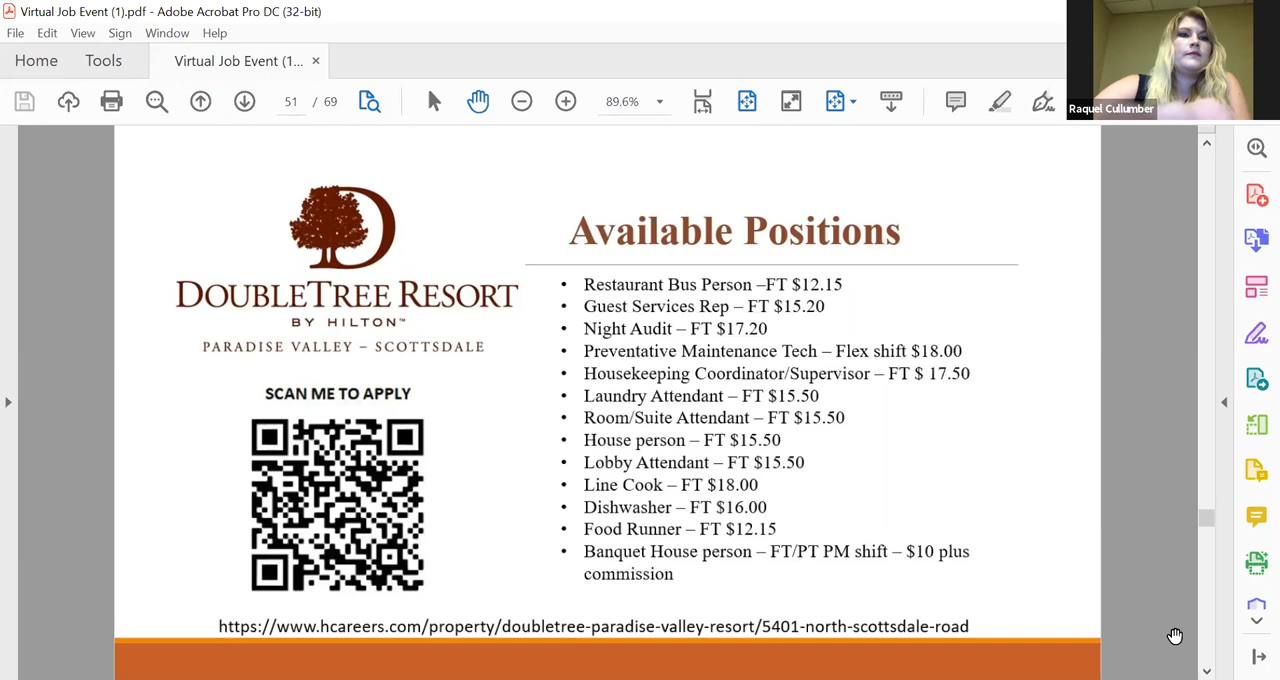 Virtual Job Event (1).pdf - Adobe Acrobat Pro DC (32-bit)
File Edit View Sign Window Help
Home Tools Virtual Job Event (1... ×
51 / 69 89.6%
Raquel Cullumber
D
DOUBLETREE RESORT
BY HILTON™
PARADISE VALLEY – SCOTTSDALE
SCAN ME TO APPLY
Available Positions
• Restaurant Bus Person –FT $12.15
• Guest Services Rep – FT $15.20
• Night Audit – FT $17.20
• Preventative Maintenance Tech – Flex shift $18.00
• Housekeeping Coordinator/Supervisor – FT $ 17.50
• Laundry Attendant – FT $15.50
• Room/Suite Attendant – FT $15.50
• House person – FT $15.50
• Lobby Attendant – FT $15.50
• Line Cook – FT $18.00
• Dishwasher – FT $16.00
• Food Runner – FT $12.15
• Banquet House person – FT/PT PM shift – $10 plus
commission
https://www.hcareers.com/property/doubletree-paradise-valley-resort/5401-north-scottsdale-road